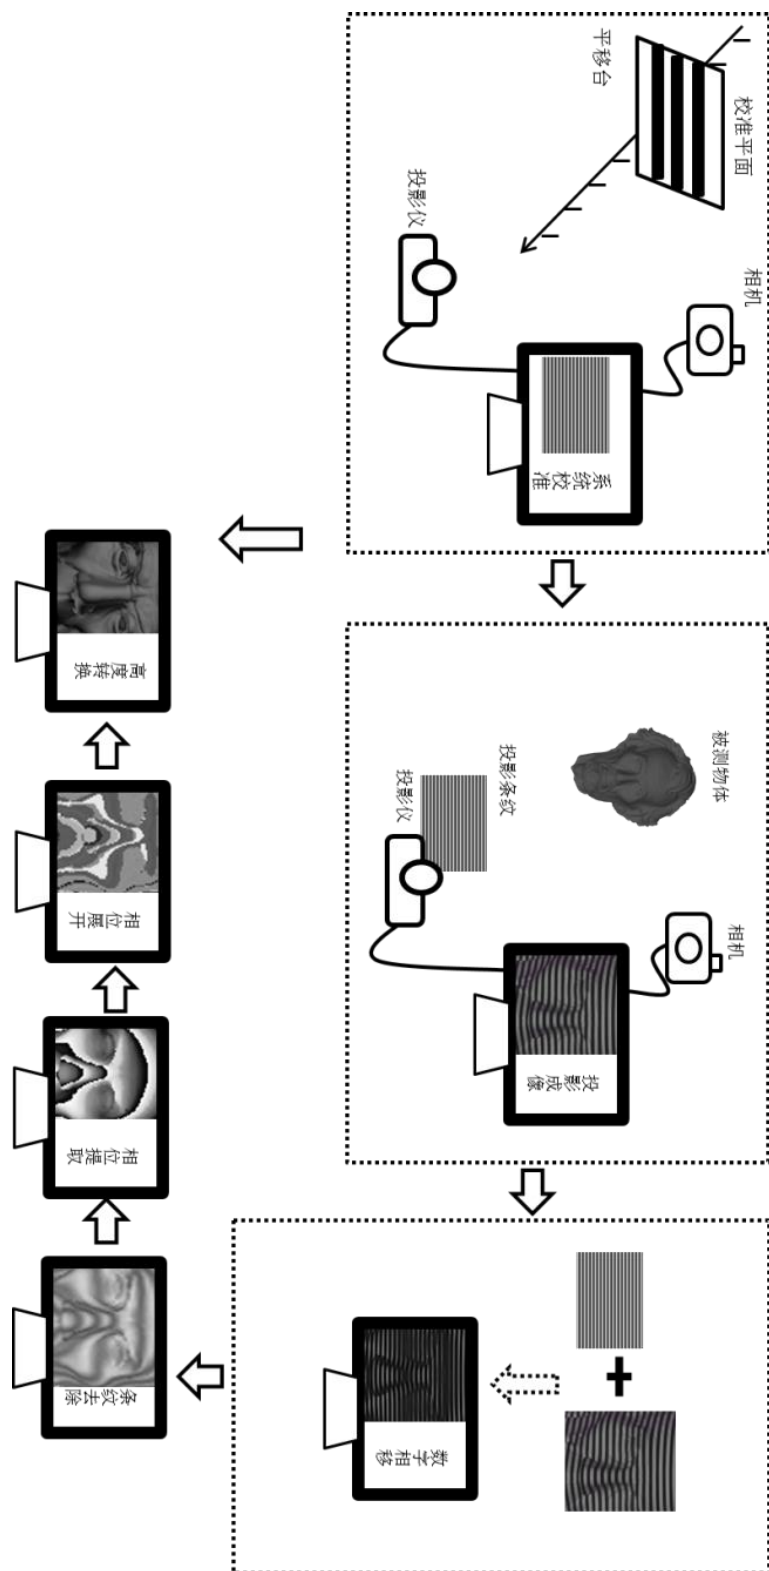 平移台
校准平面
投影仪
相机
系统校
准
被测物体
投影条纹
投影仪
相机
投影成
像
数字相
移
条纹去
除
相位提
取
相位展
开
高度转
换